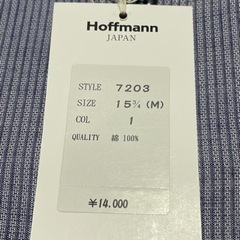 Hoffmann
JAPAN
STYLE 7203
SIZE 15¾ (M)
COL 1
QUALITY 綿 100%
¥14.000